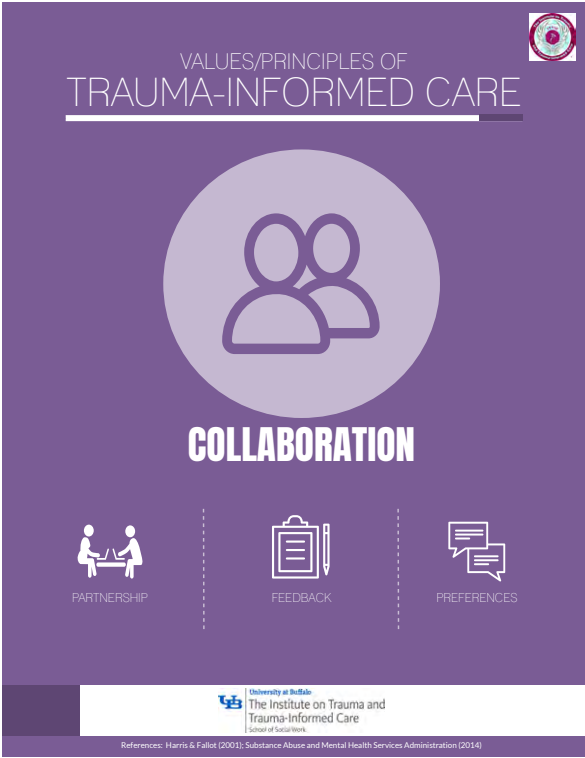 VALUES/PRINCIPLES OF
TRAUMA-INFORMED CARE
COLLABORATION
PARTNERSHIP
FEEDBACK
PREFERENCES
UB
University at Buffalo
The Institute on Trauma and
Trauma-Informed Care
School of Social Work
References: Harris & Fallot (2001); Substance Abuse and Mental Health Services Administration (2014)